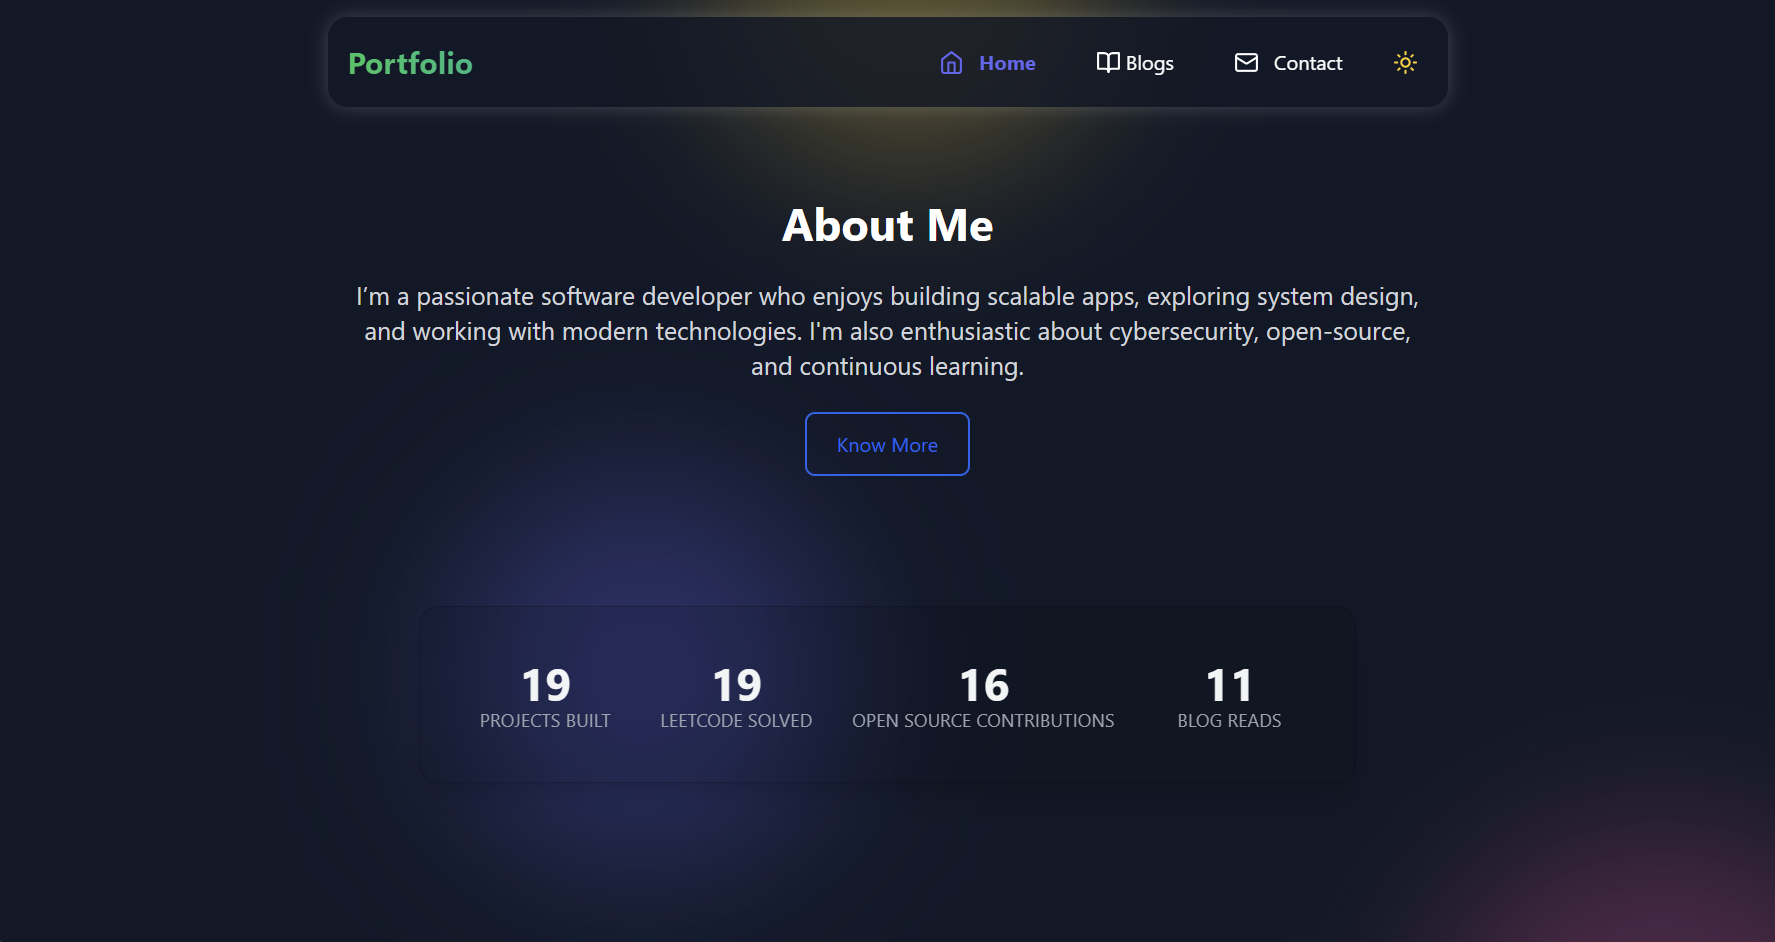 Portfolio
Home
Blogs
Contact
About Me
I’m a passionate software developer who enjoys building scalable apps, exploring system design,
and working with modern technologies. I'm also enthusiastic about cybersecurity, open-source,
and continuous learning.
Know More
19
PROJECTS BUILT
19
LEETCODE SOLVED
16
OPEN SOURCE CONTRIBUTIONS
11
BLOG READS